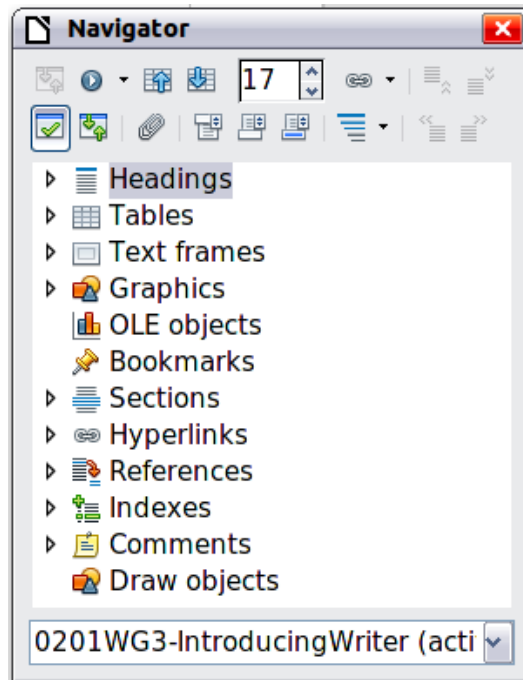 Navigator
17
Headings
Tables
Text frames
Graphics
OLE objects
Bookmarks
Sections
Hyperlinks
References
Indexes
Comments
Draw objects
0201WG3-IntroducingWriter (acti